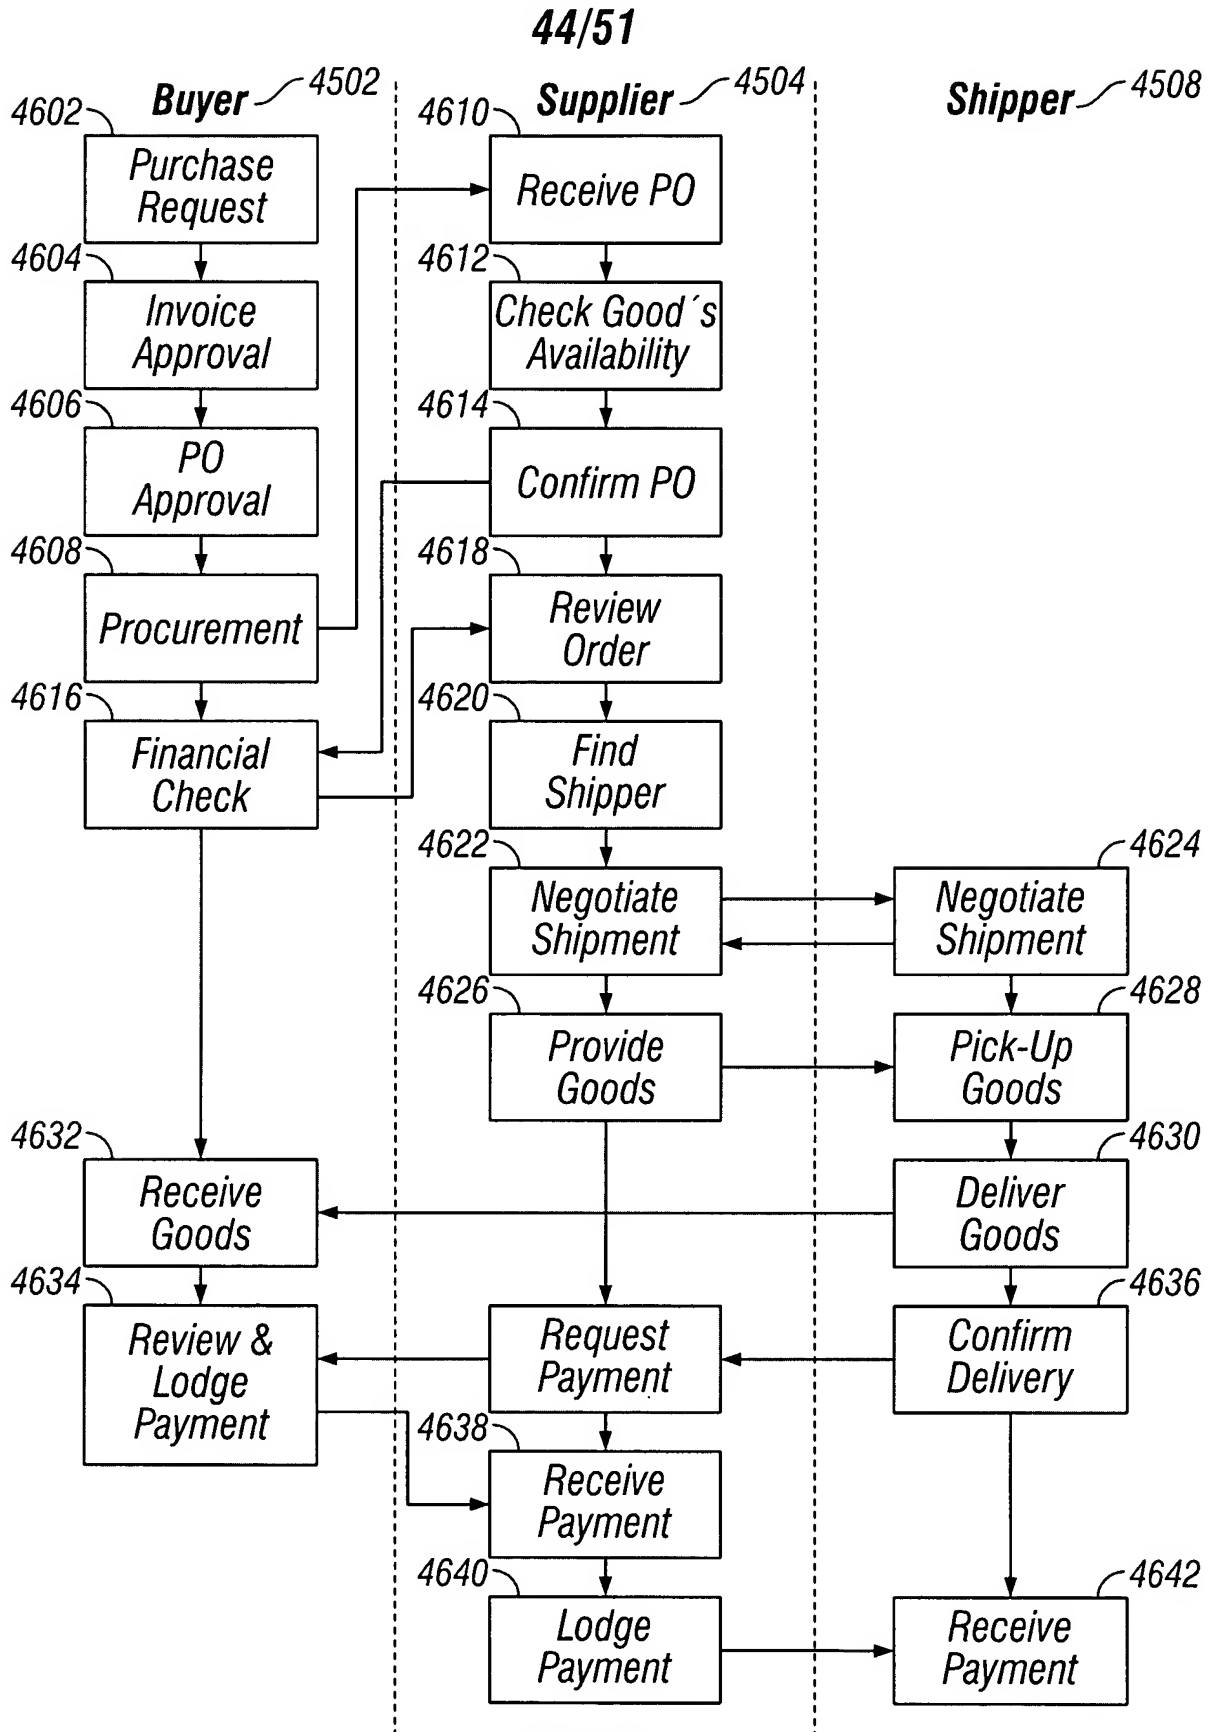 44/51
Buyer 4502
Supplier 4504
Shipper 4508
4602
Purchase
Request
4604
Invoice
Approval
4606
PO
Approval
4608
Procurement
4616
Financial
Check
4632
Receive
Goods
4634
Review &
Lodge
Payment
4610
Receive PO
4612
Check Good´s
Availability
4614
Confirm PO
4618
Review
Order
4620
Find
Shipper
4622
Negotiate
Shipment
4626
Provide
Goods
Request
Payment
4638
Receive
Payment
4640
Lodge
Payment
4624
Negotiate
Shipment
4628
Pick-Up
Goods
4630
Deliver
Goods
4636
Confirm
Delivery
4642
Receive
Payment